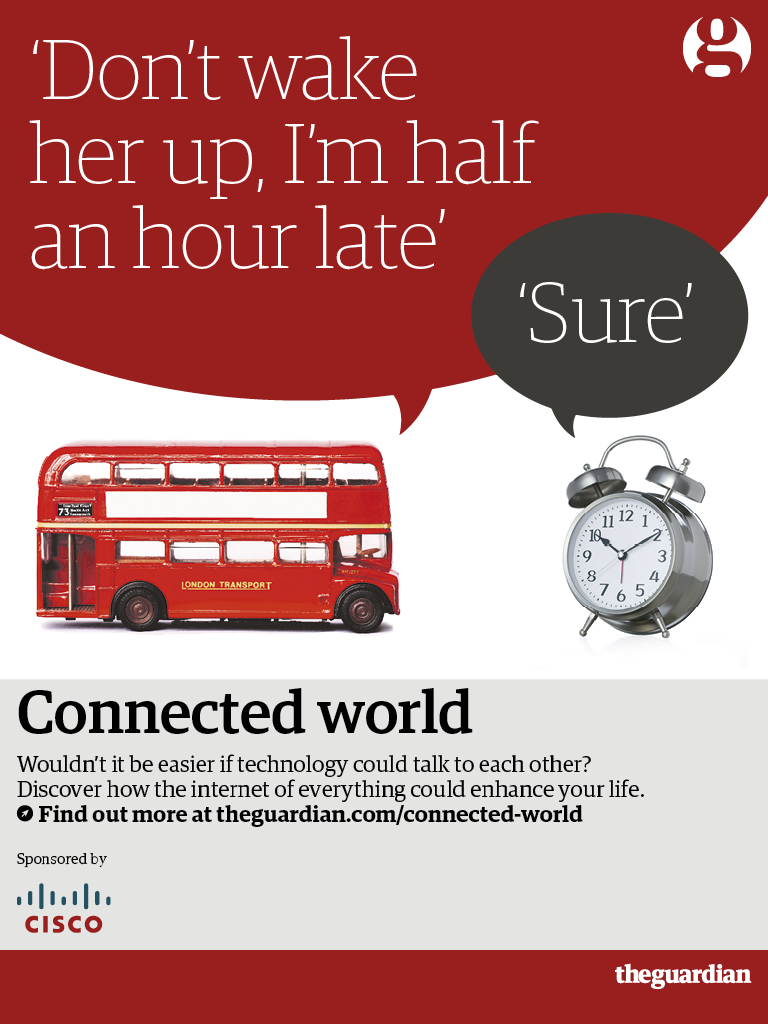 ‘Don’t wake
her up, I’m half
an hour late’
‘Sure’
g
73
LONDON TRANSPORT
12
11
1
10
2
9
3
8
4
7
5
6
Connected world
Wouldn’t it be easier if technology could talk to each other?
Discover how the internet of everything could enhance your life.
Find out more at theguardian.com/connected-world
Sponsored by
CISCO
theguardian